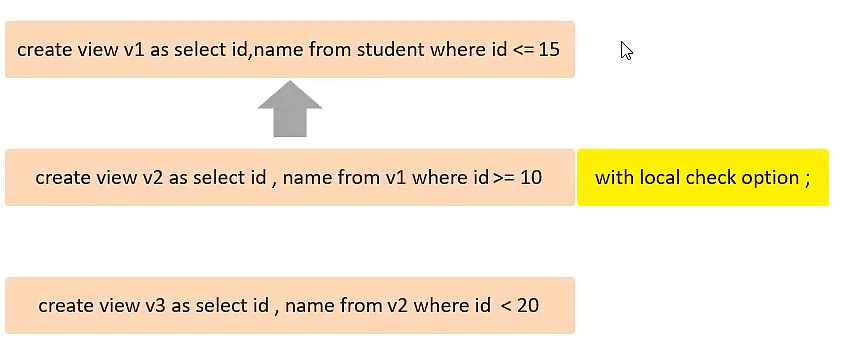 create view v1 as select id,name from student where id <= 15
create view v2 as select id , name from v1 where id >= 10 with local check option ;
create view v3 as select id , name from v2 where id < 20